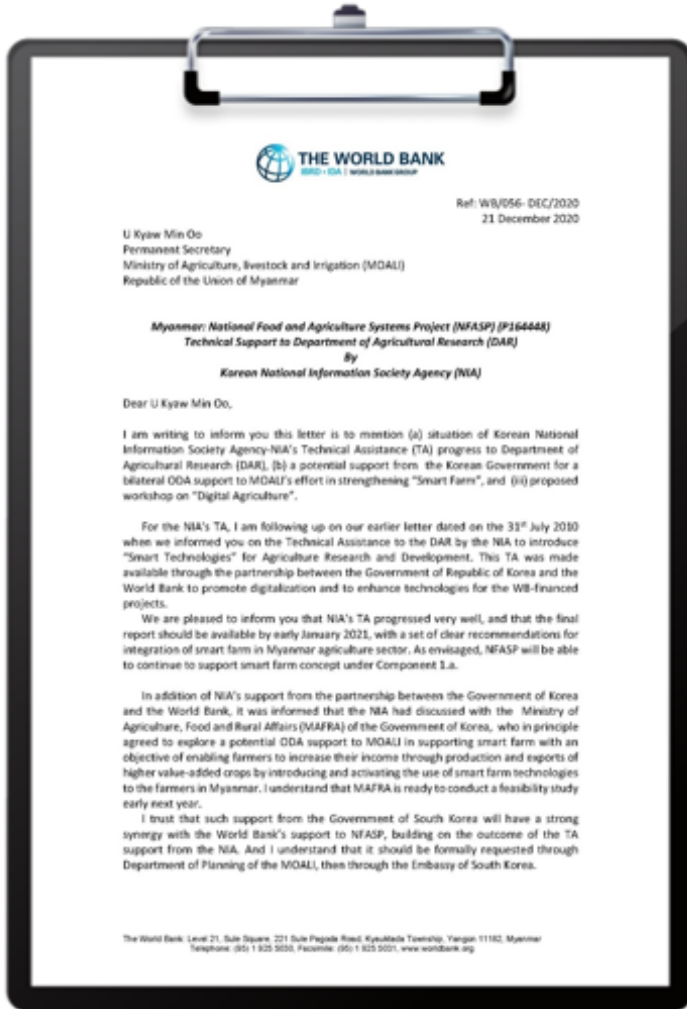 THE WORLD BANK
IBRD • IDA | WORLD BANK GROUP
Ref: WB/056- DEC/2020
21 December 2020
U Kyaw Min Oo
Permanent Secretary
Ministry of Agriculture, livestock and Irrigation (MOALI)
Republic of the Union of Myanmar
Myanmar: National Food and Agriculture Systems Project (NFASP) (P164448)
Technical Support to Department of Agricultural Research (DAR)
By
Korean National Information Society Agency (NIA)
Dear U Kyaw Min Oo,
I am writing to inform you this letter is to mention (a) situation of Korean National
Information Society Agency-NIA's Technical Assistance (TA) progress to Department of
Agricultural Research (DAR), (b) a potential support from the Korean Government for a
bilateral ODA support to MOALI's effort in strengthening "Smart Farm", and (iii) proposed
workshop on "Digital Agriculture".
For the NIA's TA, I am following up on our earlier letter dated on the 31st July 2010
when we informed you on the Technical Assistance to the DAR by the NIA to introduce
"Smart Technologies" for Agriculture Research and Development. This TA was made
available through the partnership between the Government of Republic of Korea and the
World Bank to promote digitalization and to enhance technologies for the WB-financed
projects.
We are pleased to inform you that NIA's TA progressed very well, and that the final
report should be available by early January 2021, with a set of clear recommendations for
integration of smart farm in Myanmar agriculture sector. As envisaged, NFASP will be able
to continue to support smart farm concept under Component 1.a.
In addition of NIA's support from the partnership between the Government of Korea
and the World Bank, it was informed that the NIA had discussed with the Ministry of
Agriculture, Food and Rural Affairs (MAFRA) of the Government of Korea, who in principle
agreed to explore a potential ODA support to MOALI in supporting smart farm with an
objective of enabling farmers to increase their income through production and exports of
higher value-added crops by introducing and activating the use of smart farm technologies
to the farmers in Myanmar. I understand that MAFRA is ready to conduct a feasibility study
early next year.
I trust that such support from the Government of South Korea will have a strong
synergy with the World Bank's support to NFASP, building on the outcome of the TA
support from the NIA. And I understand that it should be formally requested through
Department of Planning of the MOALI, then through the Embassy of South Korea.
The World Bank: Level 21, Sule Square, 221 Sule Pagoda Road, Kyauktada Township, Yangon 11182, Myanmar
Telephone: (95) 1 925 5030, Facsimile: (95) 1 925 5031, www.worldbank.org